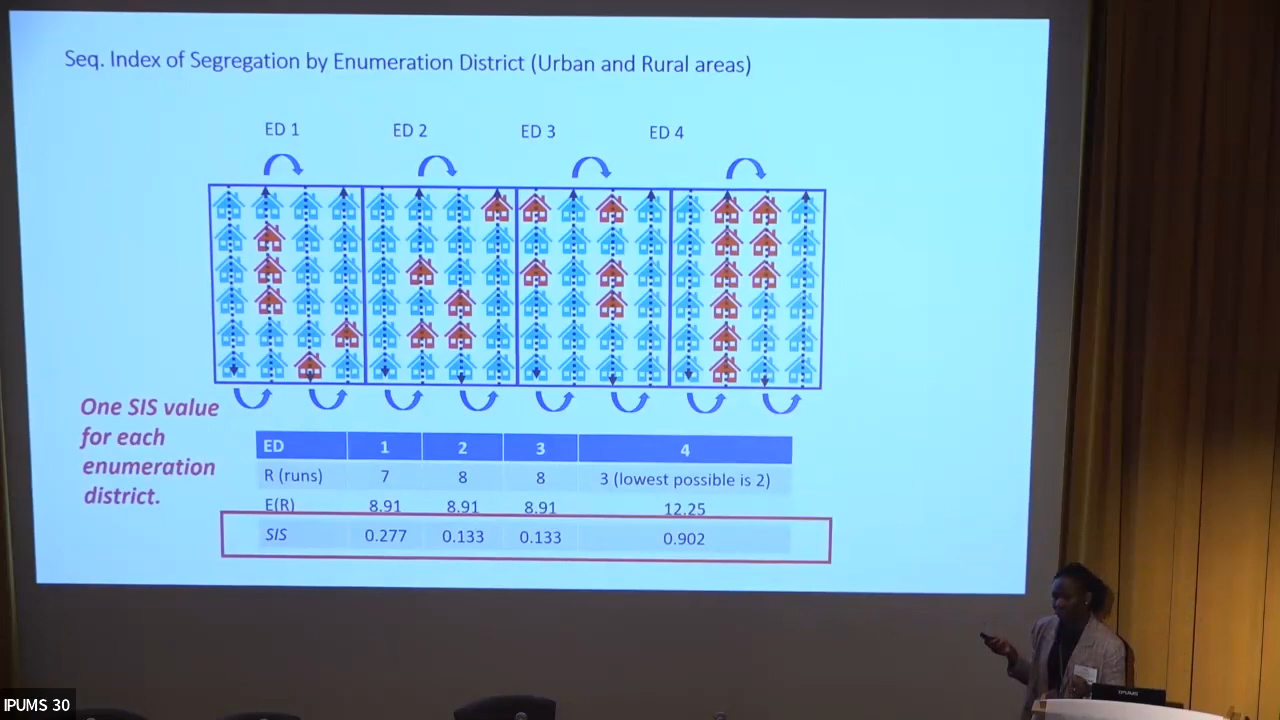 Seq. Index of Segregation by Enumeration District (Urban and Rural areas)
ED 1 ED 2 ED 3 ED 4
One SIS value
for each
enumeration
district.
ED 1 2 3 4
R (runs) 7 8 8 3 (lowest possible is 2)
E(R) 8.91 8.91 8.91 12.25
SIS 0.277 0.133 0.133 0.902
IPUMS
IPUMS 30